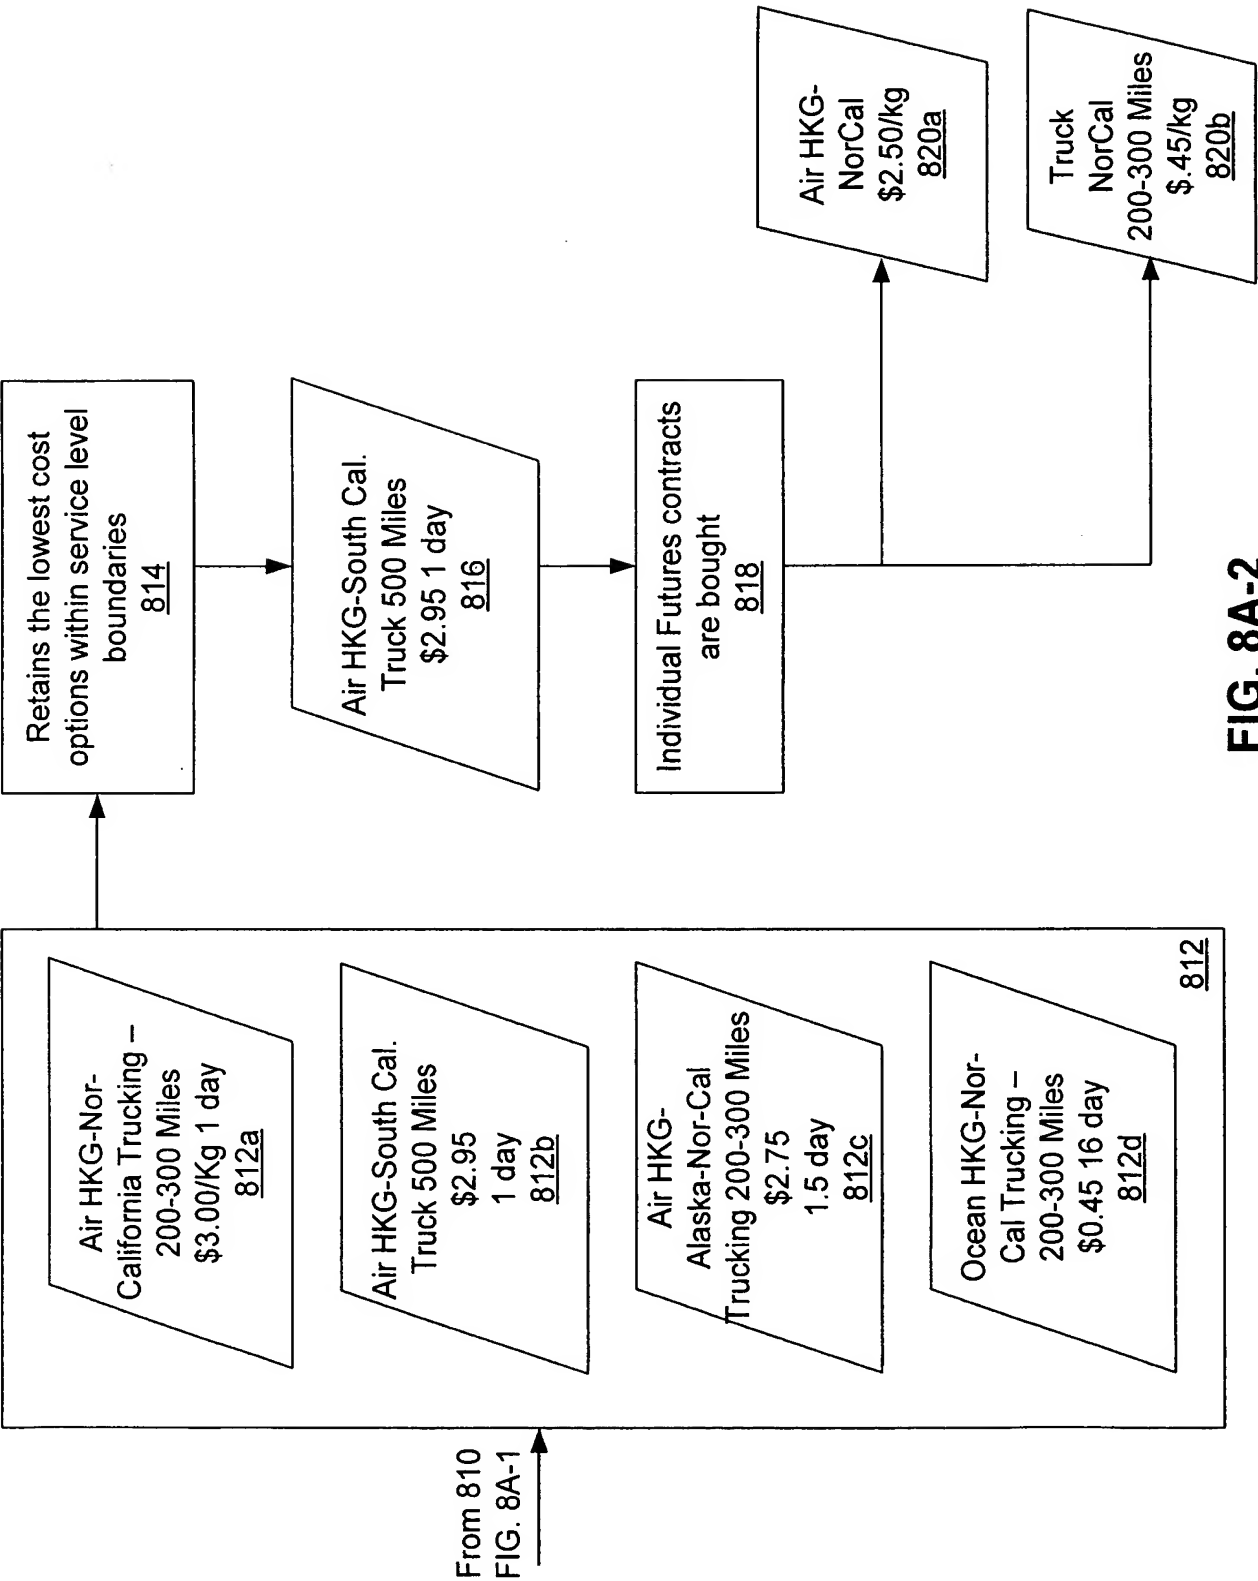 From 810
FIG. 8A-1
Air HKG-Nor-
California Trucking –
200-300 Miles
$3.00/Kg 1 day
812a
Air HKG-South Cal.
Truck 500 Miles
$2.95
1 day
812b
Air HKG-
Alaska-Nor-Cal
Trucking 200-300 Miles
$2.75
1.5 day
812c
Ocean HKG-Nor-
Cal Trucking –
200-300 Miles
$0.45 16 day
812d
812
Retains the lowest cost
options within service level
boundaries
814
Air HKG-South Cal.
Truck 500 Miles
$2.95 1 day
816
Individual Futures contracts
are bought
818
Air HKG-
NorCal
$2.50/kg
820a
Truck
NorCal
200-300 Miles
$.45/kg
820b
FIG. 8A-2